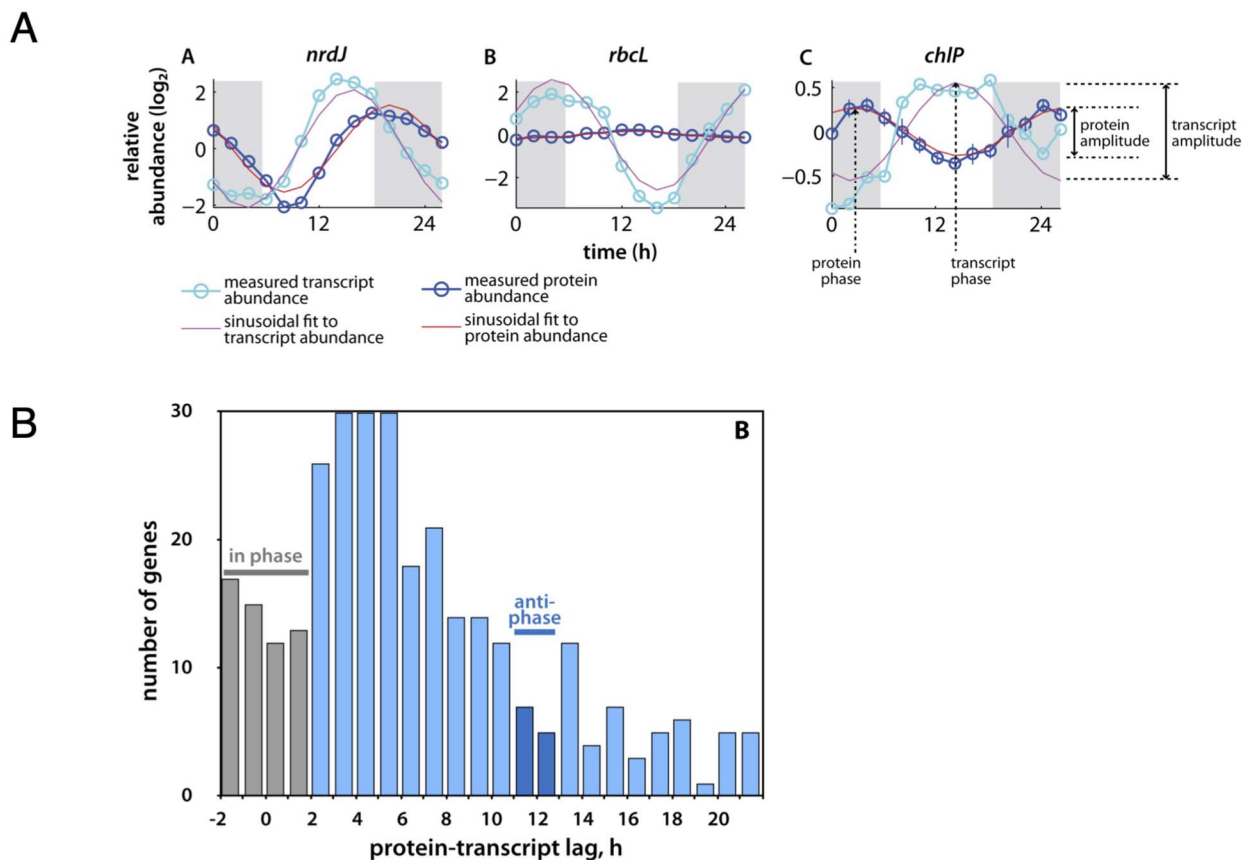 A
A nrdJ
B rbcL
C chlP
relative
abundance (log2)
2
0
−2
0 12 24
2
0
−2
0 12 24
0.5
0
−0.5
0 12 24
time (h)
protein
amplitude
transcript
amplitude
protein
phase
transcript
phase
measured transcript
abundance
measured protein
abundance
sinusoidal fit to
transcript abundance
sinusoidal fit to
protein abundance
B
B
number of genes
30
20
10
0
in phase
anti-
phase
-2 0 2 4 6 8 10 12 14 16 18 20
protein-transcript lag, h